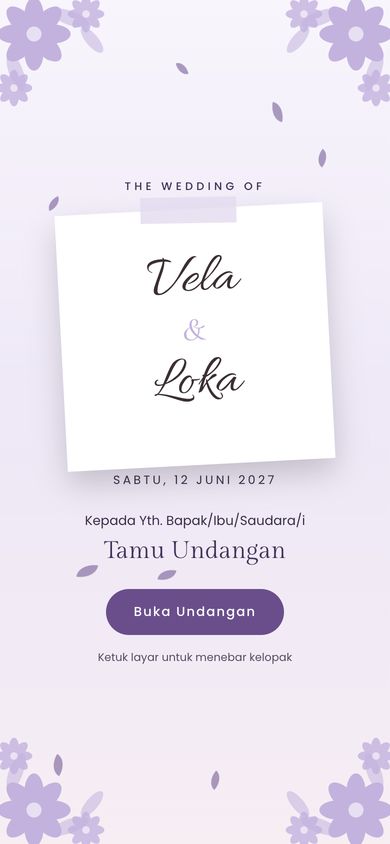 THE WEDDING OF
Vela
&
Loka
SABTU, 12 JUNI 2027
Kepada Yth. Bapak/Ibu/Saudara/i
Tamu Undangan
Buka Undangan
Ketuk layar untuk menebar kelopak